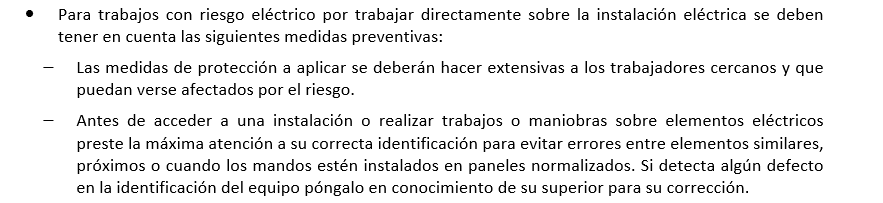 • Para trabajos con riesgo eléctrico por trabajar directamente sobre la instalación eléctrica se deben
tener en cuenta las siguientes medidas preventivas:
– Las medidas de protección a aplicar se deberán hacer extensivas a los trabajadores cercanos y que
puedan verse afectados por el riesgo.
– Antes de acceder a una instalación o realizar trabajos o maniobras sobre elementos eléctricos
preste la máxima atención a su correcta identificación para evitar errores entre elementos similares,
próximos o cuando los mandos estén instalados en paneles normalizados. Si detecta algún defecto
en la identificación del equipo póngalo en conocimiento de su superior para su corrección.